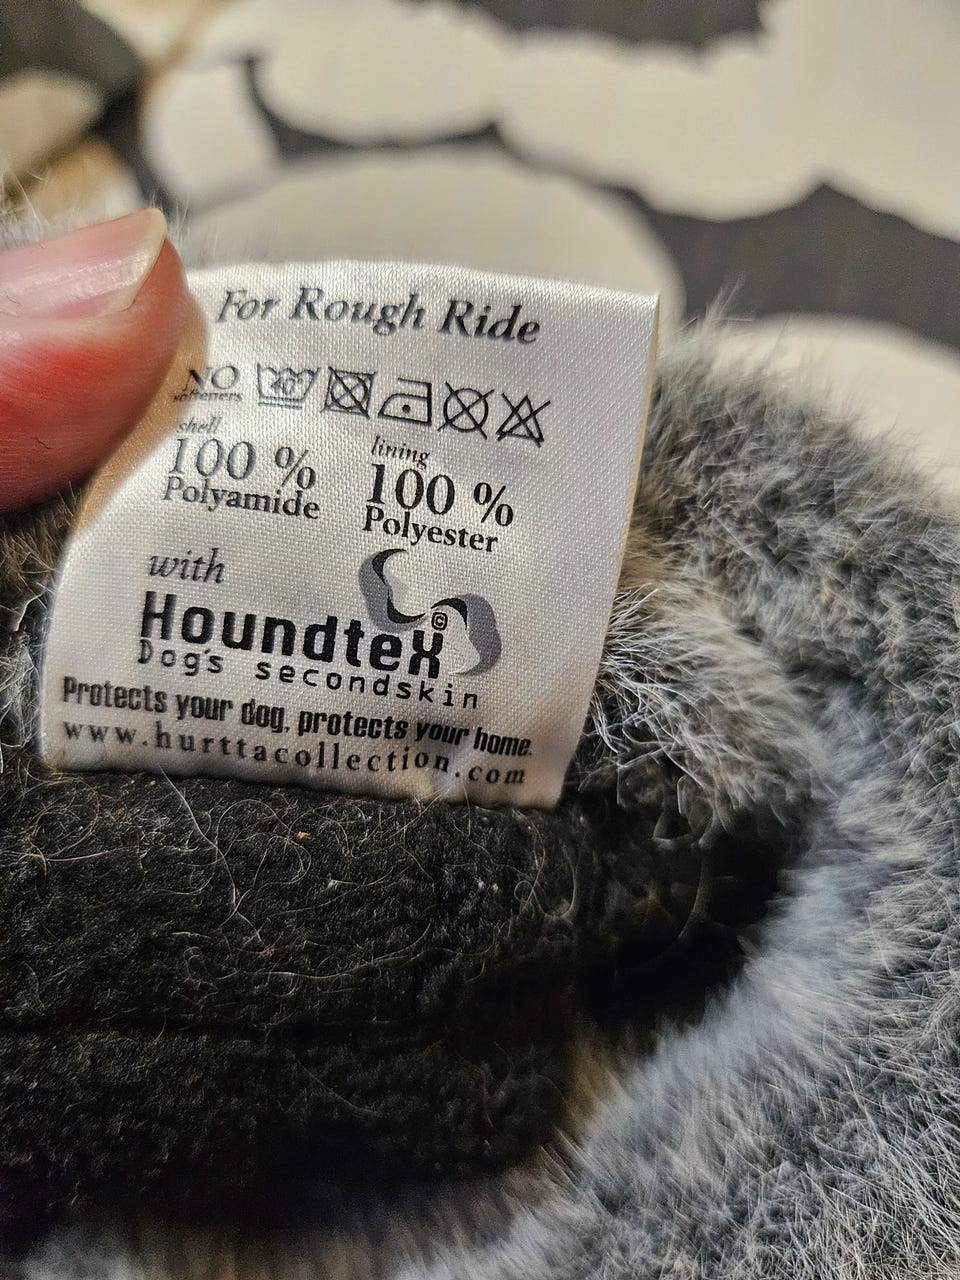 For Rough Ride
NO
softeners
40°
shell
100 %
Polyamide
lining
100 %
Polyester
with
Houndtex©
Dog's secondskin
Protects your dog, protects your home.
www.hurttacollection.com